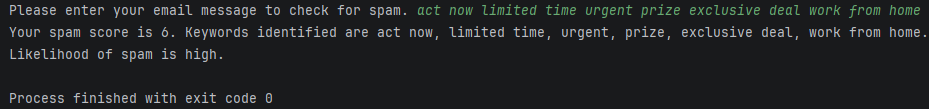 Please enter your email message to check for spam. act now limited time urgent prize exclusive deal work from home
Your spam score is 6. Keywords identified are act now, limited time, urgent, prize, exclusive deal, work from home.
Likelihood of spam is high.
Process finished with exit code 0